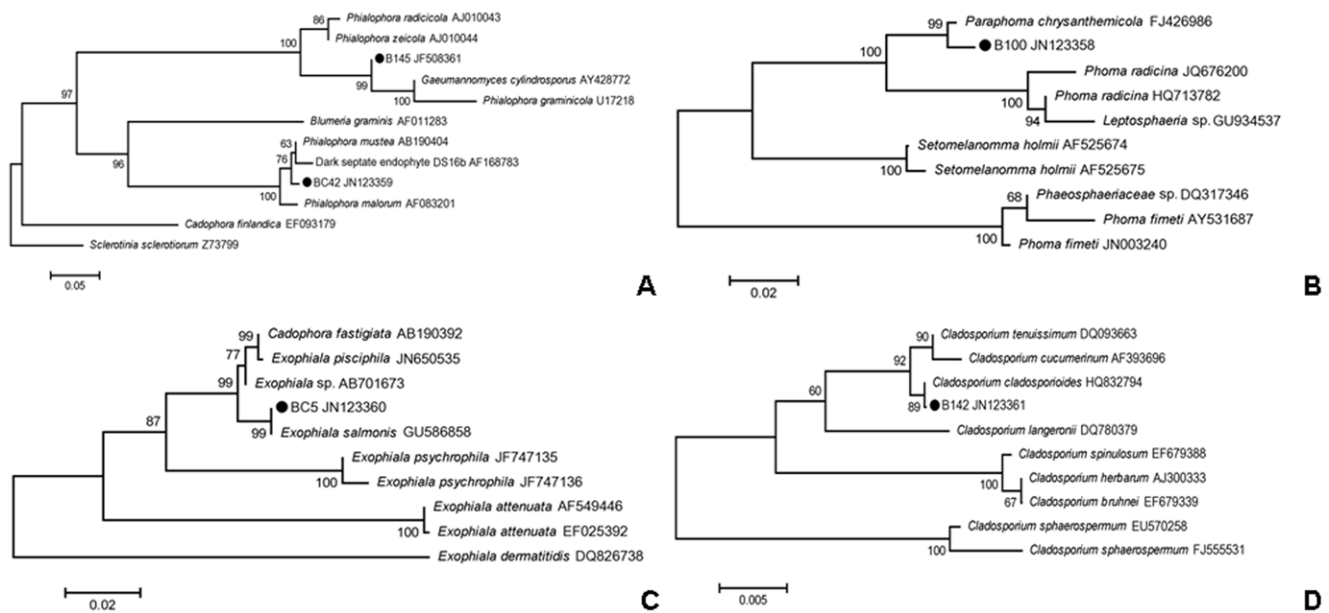 86
Phialophora radicicola AJ010043
100
Phialophora zeicola AJ010044
B145 JF508361
99
Gaeumannomyces cylindrosporus AY428772
97
100
Phialophora graminicola U17218
Blumeria graminis AF011283
63
Phialophora mustea AB190404
96
76
Dark septate endophyte DS16b AF168783
BC42 JN123359
100
Phialophora malorum AF083201
Cadophora finlandica EF093179
Sclerotinia sclerotiorum Z73799
0.05
A
99
Paraphoma chrysanthemicola FJ426986
B100 JN123358
100
Phoma radicina JQ676200
100
Phoma radicina HQ713782
94
Leptosphaeria sp. GU934537
Setomelanomma holmii AF525674
100
Setomelanomma holmii AF525675
68
Phaeosphaeriaceae sp. DQ317346
Phoma fimeti AY531687
100
Phoma fimeti JN003240
0.02
B
99
Cadophora fastigiata AB190392
77
Exophiala pisciphila JN650535
99
Exophiala sp. AB701673
BC5 JN123360
87
99
Exophiala salmonis GU586858
Exophiala psychrophila JF747135
100
Exophiala psychrophila JF747136
Exophiala attenuata AF549446
100
Exophiala attenuata EF025392
Exophiala dermatitidis DQ826738
0.02
C
90
Cladosporium tenuissimum DQ093663
92
Cladosporium cucumerinum AF393696
Cladosporium cladosporioides HQ832794
60
89
B142 JN123361
Cladosporium langeronii DQ780379
Cladosporium spinulosum EF679388
100
Cladosporium herbarum AJ300333
67
Cladosporium bruhnei EF679339
Cladosporium sphaerospermum EU570258
100
Cladosporium sphaerospermum FJ555531
0.005
D